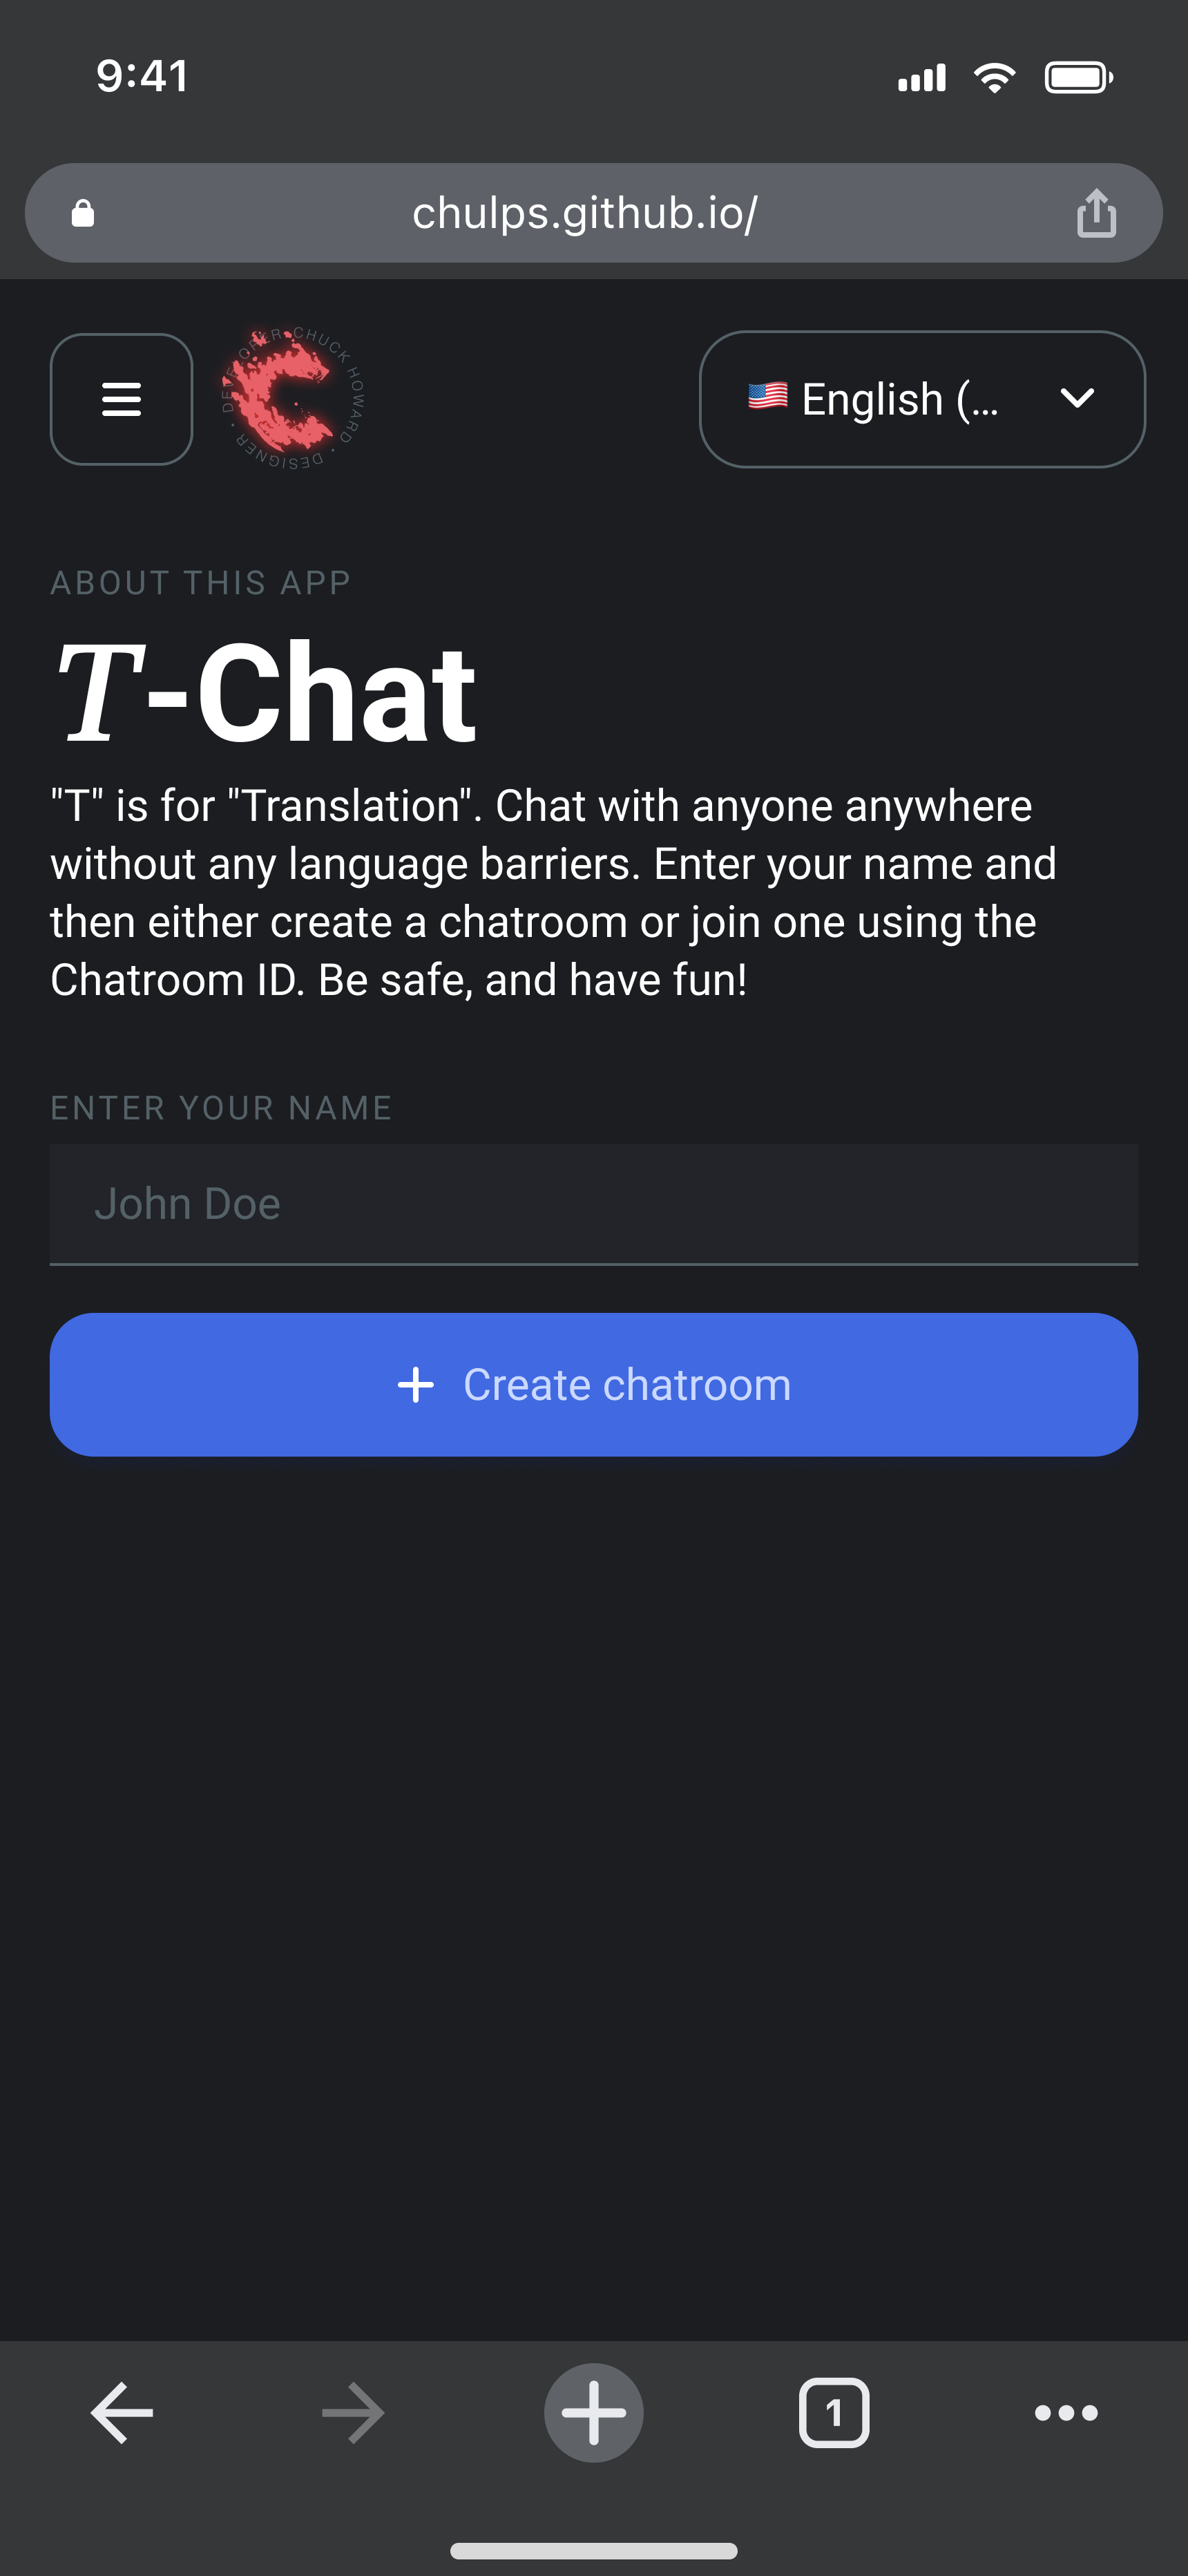 9:41
chulps.github.io/
CHUCK HOWARD • DESIGNER • DEVELOPER
🇺🇸 English (...
ABOUT THIS APP
T-Chat
"T" is for "Translation". Chat with anyone anywhere
without any language barriers. Enter your name and
then either create a chatroom or join one using the
Chatroom ID. Be safe, and have fun!
ENTER YOUR NAME
John Doe
Create chatroom
1